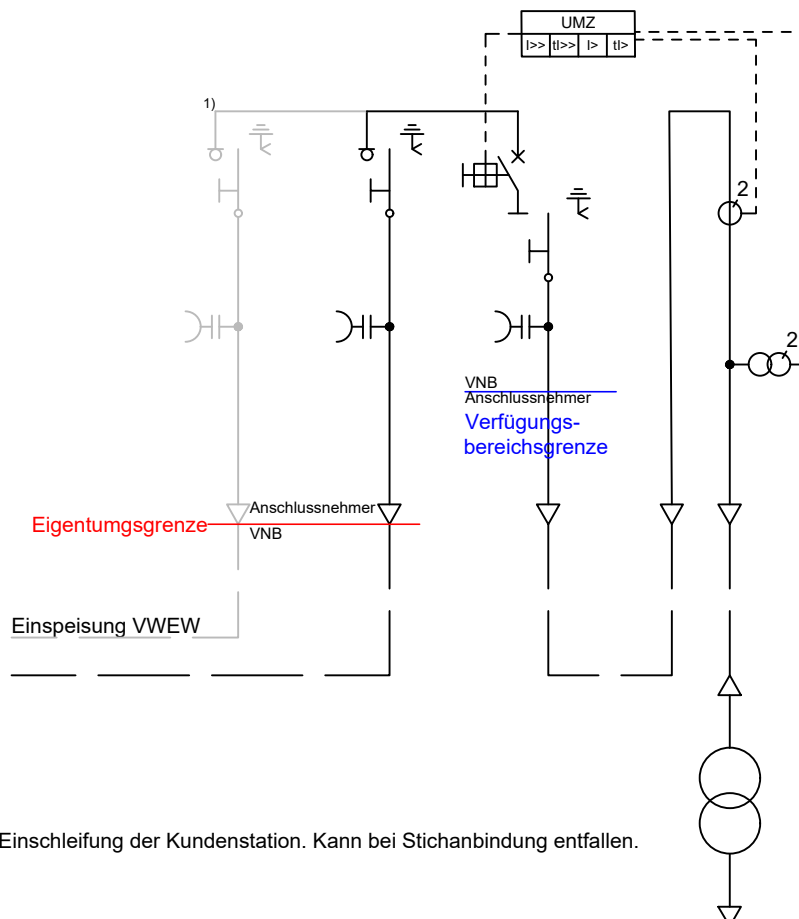 UMZ
I>> tI>> I> tI>
1)
2
2
VNB
Anschlussnehmer
Verfügungs-
bereichsgrenze
Anschlussnehmer
Eigentumgsgrenze
VNB
Einspeisung VWEW
Einschleifung der Kundenstation. Kann bei Stichanbindung entfallen.